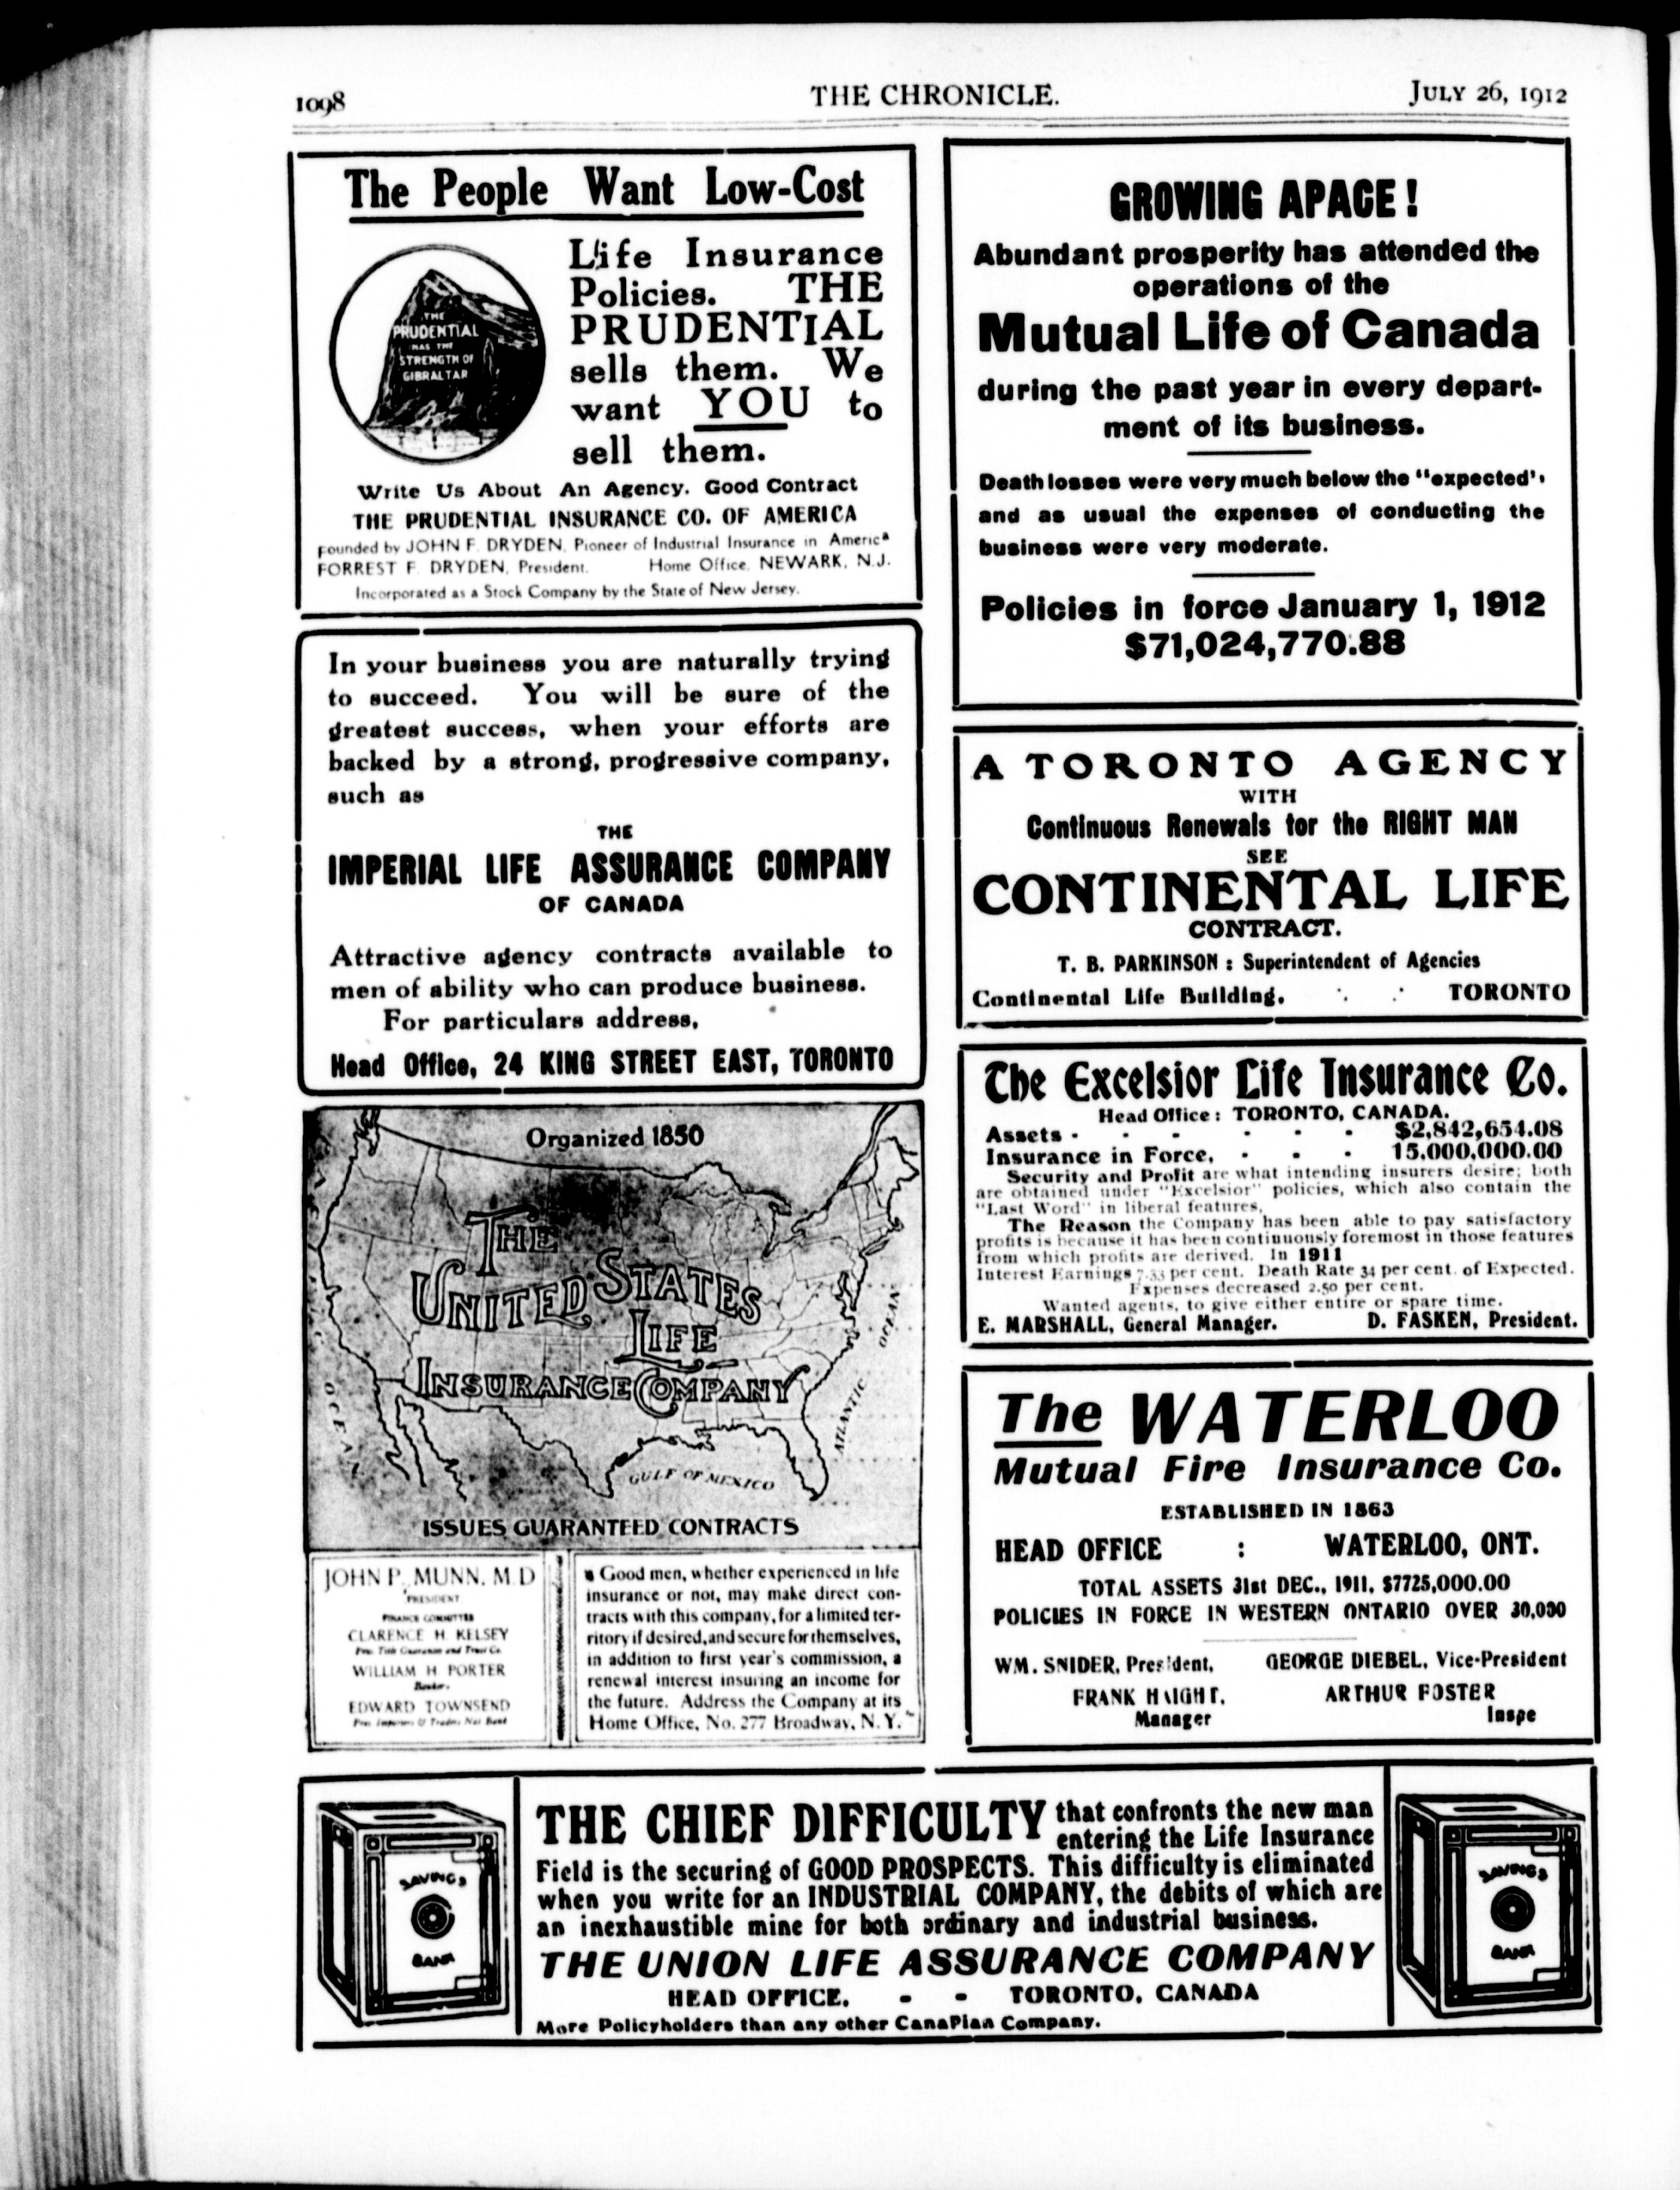 1098
THE CHRONICLE.
JULY 26, 1912
The People Want Low-Cost
THE
PRUDENTIAL
HAS THE
STRENGTH OF
GIBRALTAR
Life Insurance
Policies. THE
PRUDENTIAL
sells them. We
want YOU to
sell them.
Write Us About An Agency. Good Contract
THE PRUDENTIAL INSURANCE CO. OF AMERICA
Founded by JOHN F. DRYDEN, Pioneer of Industrial Insurance in America
FORREST F. DRYDEN, President. Home Office, NEWARK, N.J.
Incorporated as a Stock Company by the State of New Jersey.
In your business you are naturally trying
to succeed. You will be sure of the
greatest success, when your efforts are
backed by a strong, progressive company,
such as
THE
IMPERIAL LIFE ASSURANCE COMPANY
OF CANADA
Attractive agency contracts available to
men of ability who can produce business.
For particulars address,
Head Office, 24 KING STREET EAST, TORONTO
Organized 1850
THE
UNITED STATES
LIFE
INSURANCE COMPANY
OCEAN
ATLANTIC OCEAN
GULF OF MEXICO
ISSUES GUARANTEED CONTRACTS
JOHN P. MUNN, M.D
PRESIDENT
FINANCE COMMITTEE
CLARENCE H. KELSEY
Pres. Title Guarantee and Trust Co.
WILLIAM H. PORTER
Banker.
EDWARD TOWNSEND
Pres. Importers & Traders Nat. Bank
Good men, whether experienced in life
insurance or not, may make direct con-
tracts with this company, for a limited ter-
ritory if desired, and secure for themselves,
in addition to first year's commission, a
renewal interest insuring an income for
the future. Address the Company at its
Home Office, No. 277 Broadway, N.Y.
GROWING APACE!
Abundant prosperity has attended the
operations of the
Mutual Life of Canada
during the past year in every depart-
ment of its business.
Death losses were very much below the "expected",
and as usual the expenses of conducting the
business were very moderate.
Policies in force January 1, 1912
$71,024,770.88
A TORONTO AGENCY
WITH
Continuous Renewals for the RIGHT MAN
SEE
CONTINENTAL LIFE
CONTRACT.
T. B. PARKINSON : Superintendent of Agencies
Continental Life Building, TORONTO
The Excelsior Life Insurance Co.
Head Office: TORONTO, CANADA.
Assets - - - - - - $2,842,654.08
Insurance in Force, - - - 15,000,000.00
Security and Profit are what intending insurers desire; both
are obtained under "Excelsior" policies, which also contain the
"Last Word" in liberal features,
The Reason the Company has been able to pay satisfactory
profits is because it has been continuously foremost in those features
from which profits are derived. In 1911
Interest Earnings 7.33 per cent. Death Rate 34 per cent. of Expected.
Expenses decreased 2.50 per cent.
Wanted agents, to give either entire or spare time.
E. MARSHALL, General Manager. D. FASKEN, President.
The WATERLOO
Mutual Fire Insurance Co.
ESTABLISHED IN 1863
HEAD OFFICE : WATERLOO, ONT.
TOTAL ASSETS 31st DEC., 1911, $7725,000.00
POLICIES IN FORCE IN WESTERN ONTARIO OVER 30,000
WM. SNIDER, President, GEORGE DIEBEL, Vice-President
FRANK HAIGHT, ARTHUR FOSTER
Manager Inspe
SAVINGS
BANK
THE CHIEF DIFFICULTY that confronts the new man
entering the Life Insurance
Field is the securing of GOOD PROSPECTS. This difficulty is eliminated
when you write for an INDUSTRIAL COMPANY, the debits of which are
an inexhaustible mine for both ordinary and industrial business.
THE UNION LIFE ASSURANCE COMPANY
HEAD OFFICE, - - TORONTO, CANADA
More Policyholders than any other CanaPian Company.
SAVINGS
BANK